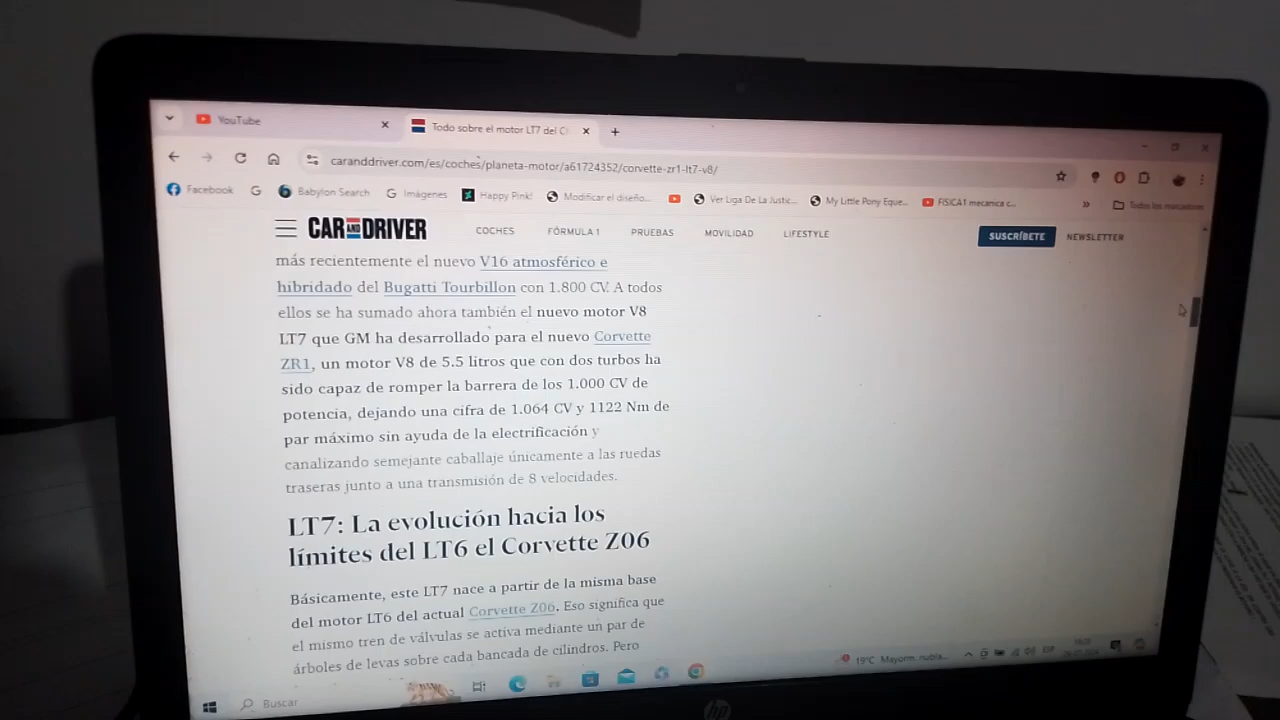 YouTube
Todo sobre el motor LT7 del C
caranddriver.com/es/coches/planeta-motor/a61724352/corvette-zr1-lt7-v8/
Facebook
Babylon Search
Imágenes
Happy Pink!
Modificar el diseño...
Ver Liga De La Justic...
My Little Pony Eque...
FISICA1 mecanica c...
Todos los marcadores
CAR AND DRIVER
COCHES
FÓRMULA 1
PRUEBAS
MOVILIDAD
LIFESTYLE
SUSCRÍBETE
NEWSLETTER
más recientemente el nuevo V16 atmosférico e
hibridado del Bugatti Tourbillon con 1.800 CV. A todos
ellos se ha sumado ahora también el nuevo motor V8
LT7 que GM ha desarrollado para el nuevo Corvette
ZR1, un motor V8 de 5.5 litros que con dos turbos ha
sido capaz de romper la barrera de los 1.000 CV de
potencia, dejando una cifra de 1.064 CV y 1122 Nm de
par máximo sin ayuda de la electrificación y
canalizando semejante caballaje únicamente a las ruedas
traseras junto a una transmisión de 8 velocidades.
LT7: La evolución hacia los
límites del LT6 el Corvette Z06
Básicamente, este LT7 nace a partir de la misma base
del motor LT6 del actual Corvette Z06. Eso significa que
el mismo tren de válvulas se activa mediante un par de
árboles de levas sobre cada bancada de cilindros. Pero
Buscar
19°C Mayorm. nubla...
hp